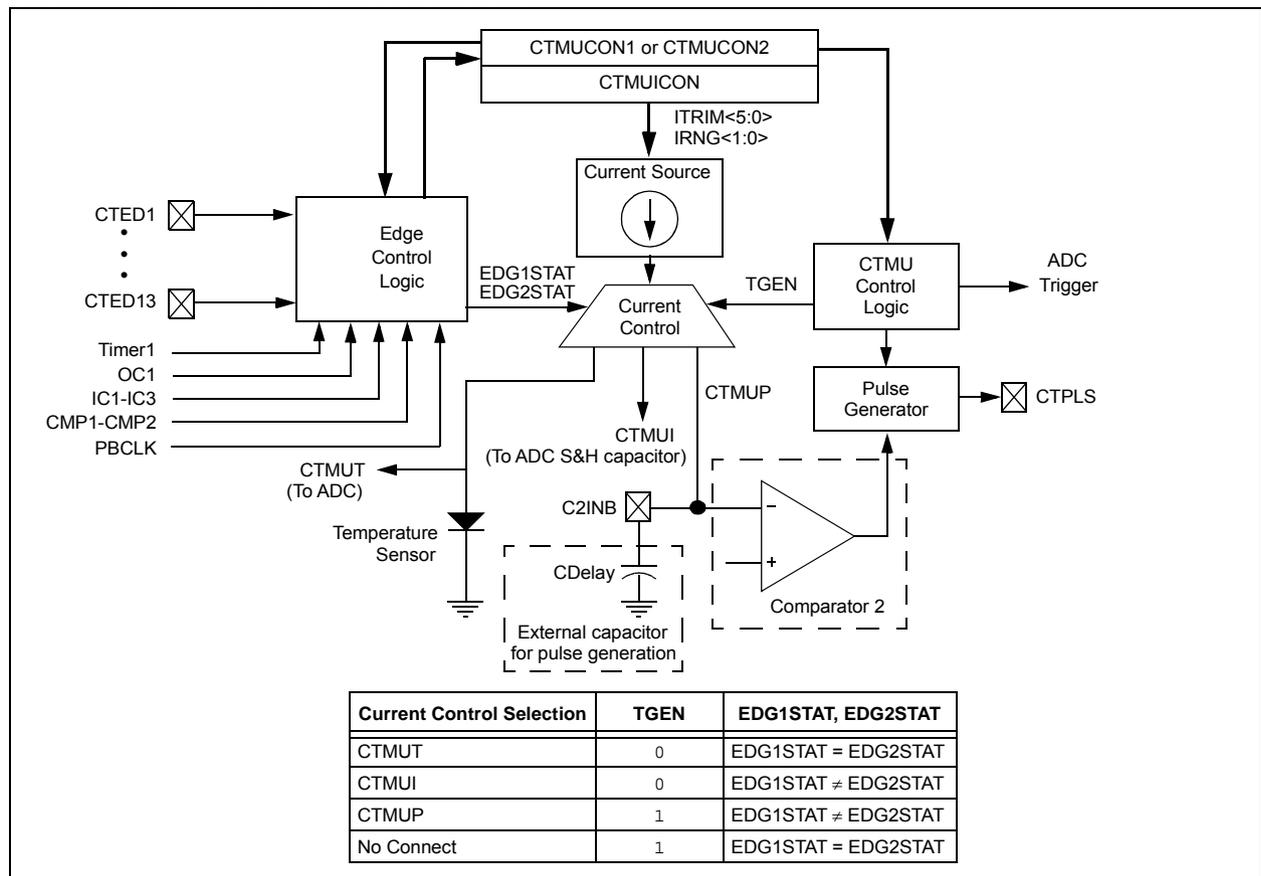 CTMUCON1 or CTMUCON2
CTMUICON
ITRIM<5:0>
IRNG<1:0>
Current Source
CTED1
CTED13
Edge
Control
Logic
EDG1STAT
EDG2STAT
Current
Control
TGEN
CTMU
Control
Logic
ADC
Trigger
Timer1
OC1
IC1-IC3
CMP1-CMP2
PBCLK
CTMUP
Pulse
Generator
CTPLS
CTMUT
(To ADC)
CTMUI
(To ADC S&H capacitor)
C2INB
Temperature
Sensor
CDelay
External capacitor
for pulse generation
−
+
Comparator 2
Current Control Selection TGEN EDG1STAT, EDG2STAT
CTMUT 0 EDG1STAT = EDG2STAT
CTMUI 0 EDG1STAT ≠ EDG2STAT
CTMUP 1 EDG1STAT ≠ EDG2STAT
No Connect 1 EDG1STAT = EDG2STAT